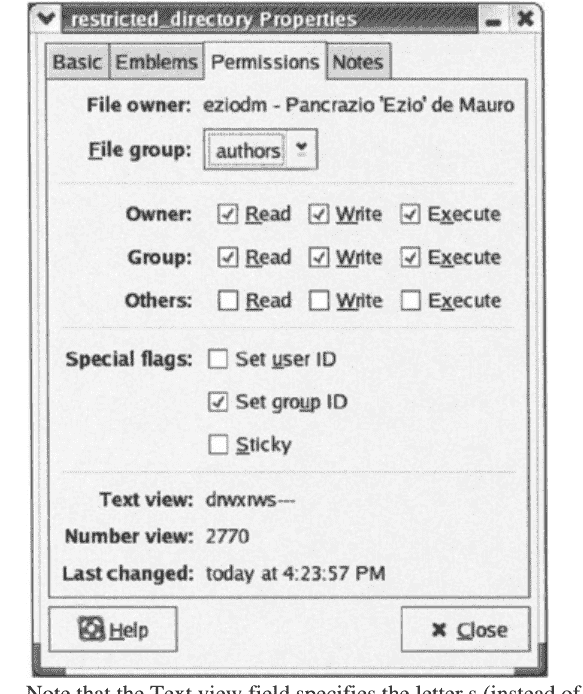 restricted_directory Properties
Basic Emblems Permissions Notes
File owner: eziodm - Pancrazio 'Ezio' de Mauro
File group: authors
Owner: Read Write Execute
Group: Read Write Execute
Others: Read Write Execute
Special flags: Set user ID
Set group ID
Sticky
Text view: drwxrws---
Number view: 2770
Last changed: today at 4:23:57 PM
Help Close
Note that the Text view field specifies the letter s (instead of